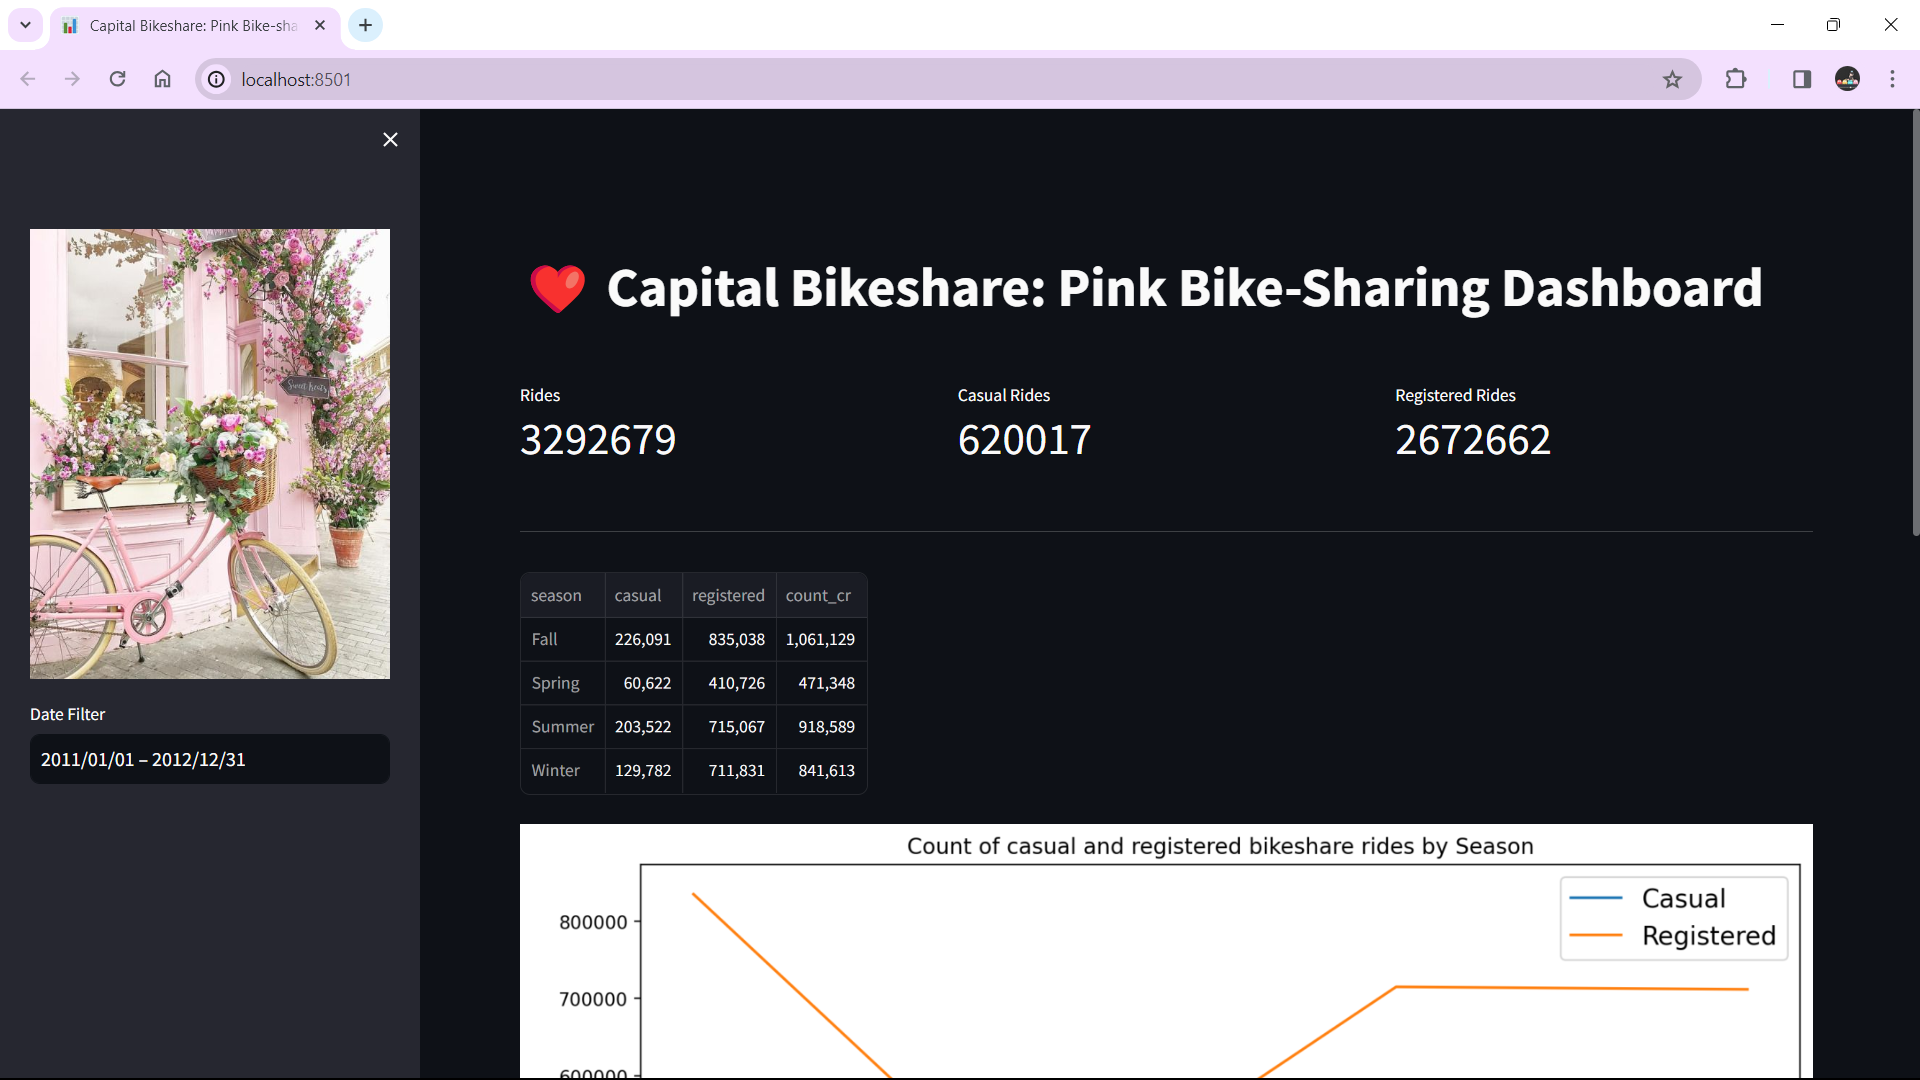 Capital Bikeshare: Pink Bike-sha
localhost:8501
Sweet Treats
Date Filter
2011/01/01 – 2012/12/31
Capital Bikeshare: Pink Bike-Sharing Dashboard
Rides Casual Rides Registered Rides
3292679 620017 2672662
season casual registered count_cr
Fall 226,091 835,038 1,061,129
Spring 60,622 410,726 471,348
Summer 203,522 715,067 918,589
Winter 129,782 711,831 841,613
Count of casual and registered bikeshare rides by Season
Casual
Registered
800000
700000
600000